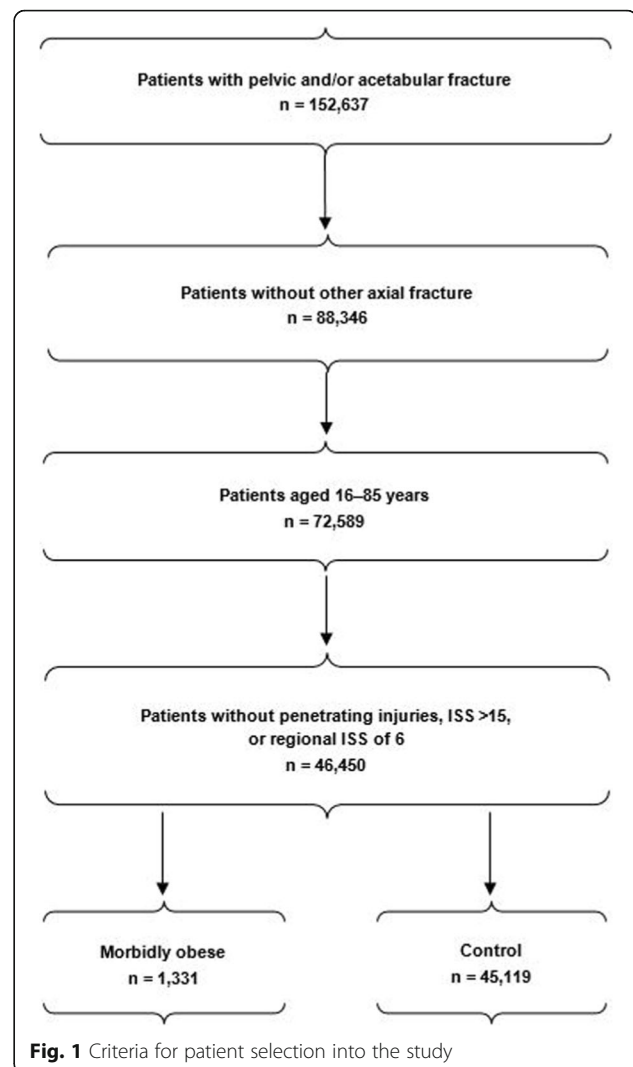 Patients with pelvic and/or acetabular fracture
n = 152,637
Patients without other axial fracture
n = 88,346
Patients aged 16–85 years
n = 72,589
Patients without penetrating injuries, ISS >15,
or regional ISS of 6
n = 46,450
Morbidly obese
n = 1,331
Control
n = 45,119
Fig. 1 Criteria for patient selection into the study